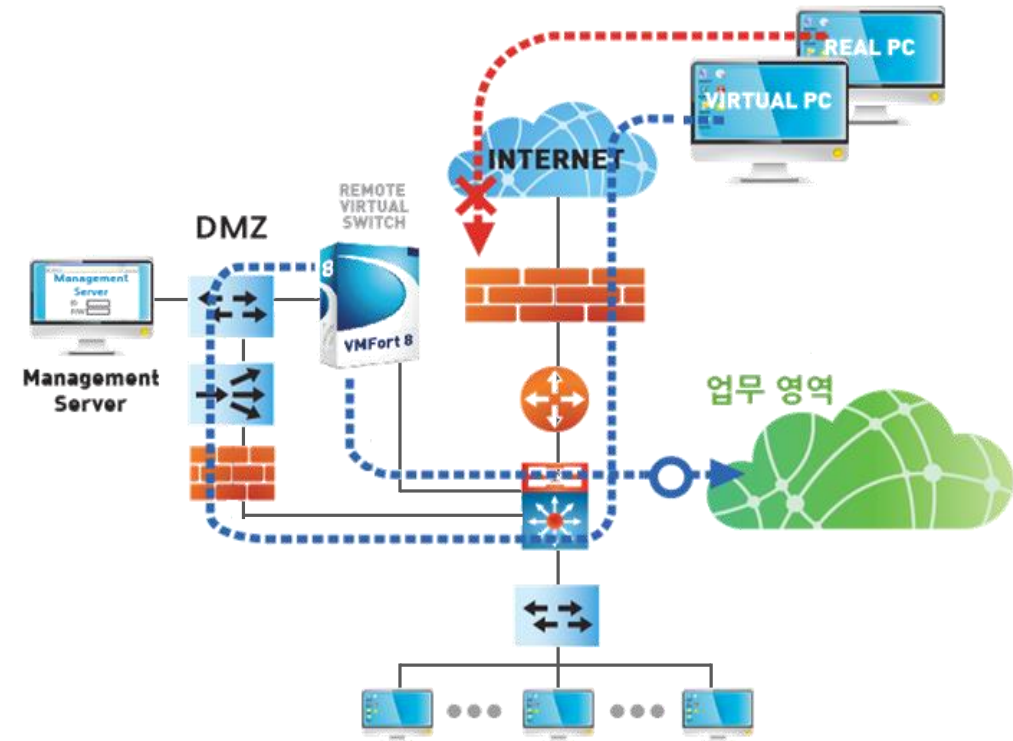 REAL PC
VIRTUAL PC
INTERNET
REMOTE
VIRTUAL
SWITCH
DMZ
8
VMFort 8
Management
Server
ID
P/W
Management
Server
업무 영역